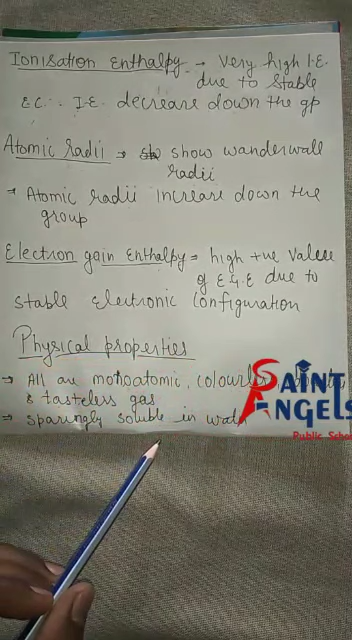 Ionisation Enthalpy → Very high I.E.
due to stable
E.C. ∴ I.E. decrease down the gp
Atomic radii → show wanderwall
radii
→ Atomic radii increase down the
group
Electron gain Enthalpy = high +ve value
of E.G.E due to
stable electronic configuration
Physical properties
→ All are monoatomic,
& tasteless gas
→ Sparingly soluble in
SAINT
ANGELS
Public School